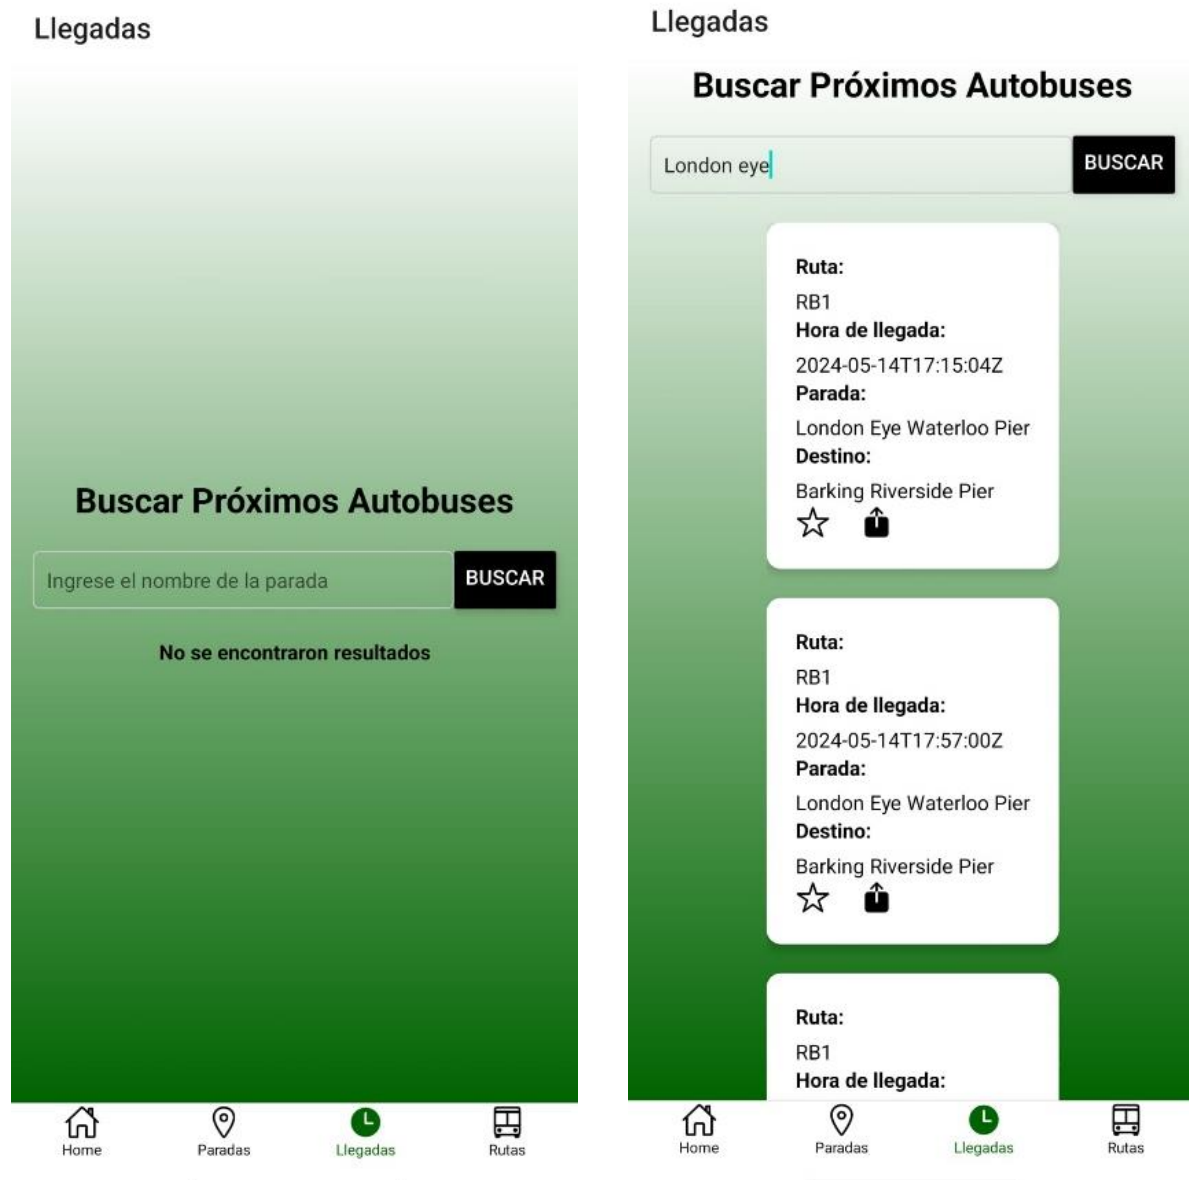 Llegadas
Buscar Próximos Autobuses
Ingrese el nombre de la parada
BUSCAR
No se encontraron resultados
Home
Paradas
Llegadas
Rutas
Llegadas
Buscar Próximos Autobuses
London eye
BUSCAR
Ruta:
RB1
Hora de llegada:
2024-05-14T17:15:04Z
Parada:
London Eye Waterloo Pier
Destino:
Barking Riverside Pier
Ruta:
RB1
Hora de llegada:
2024-05-14T17:57:00Z
Parada:
London Eye Waterloo Pier
Destino:
Barking Riverside Pier
Ruta:
RB1
Hora de llegada:
Home
Paradas
Llegadas
Rutas